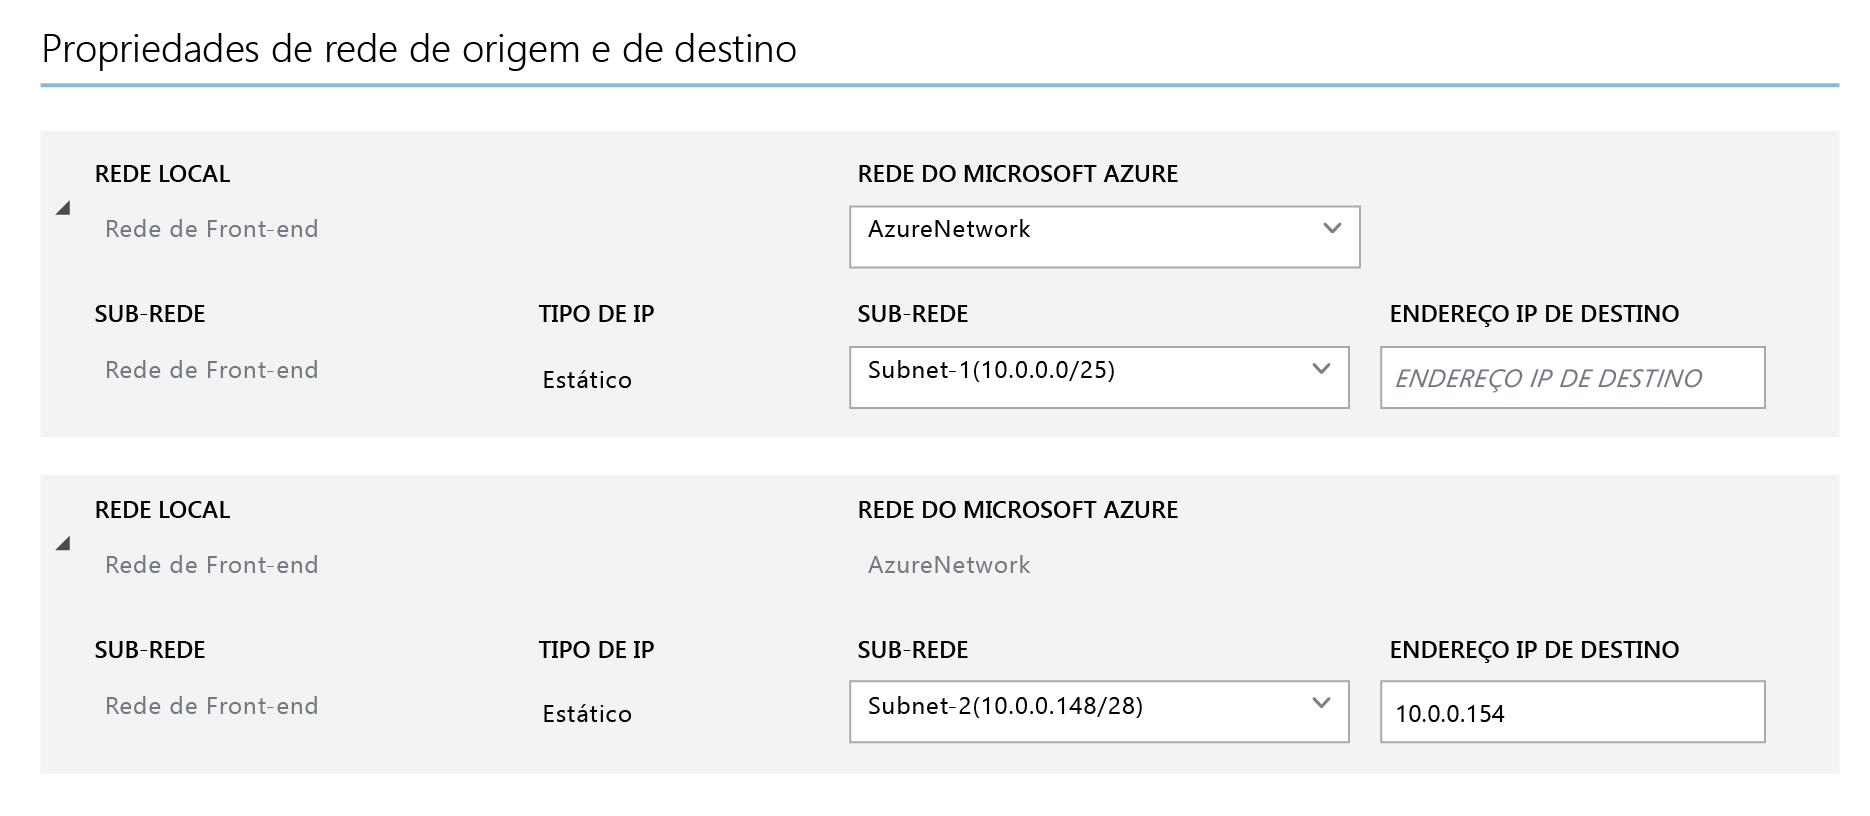 Propriedades de rede de origem e de destino
REDE LOCAL
REDE DO MICROSOFT AZURE
Rede de Front-end
AzureNetwork
SUB-REDE
TIPO DE IP
SUB-REDE
ENDEREÇO IP DE DESTINO
Rede de Front-end
Estático
Subnet-1(10.0.0.0/25)
ENDEREÇO IP DE DESTINO
REDE LOCAL
REDE DO MICROSOFT AZURE
Rede de Front-end
AzureNetwork
SUB-REDE
TIPO DE IP
SUB-REDE
ENDEREÇO IP DE DESTINO
Rede de Front-end
Estático
Subnet-2(10.0.0.148/28)
10.0.0.154